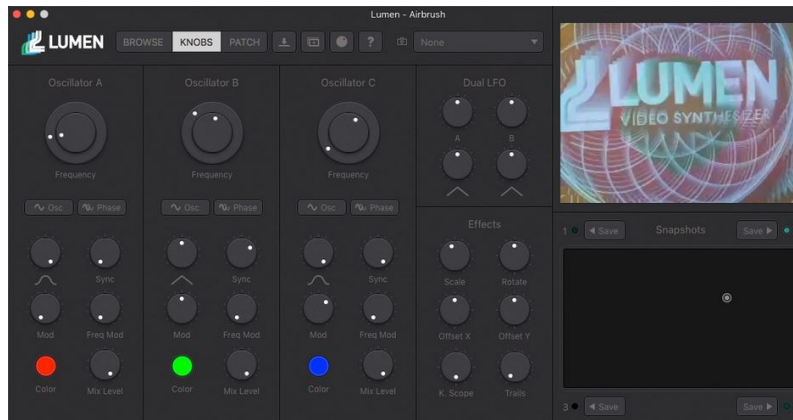 Lumen - Airbrush
LUMEN
BROWSE KNOBS PATCH ? None
Oscillator A
Frequency
Osc Phase
Sync
Mod Freq Mod
Color Mix Level
Oscillator B
Frequency
Osc Phase
Sync
Mod Freq Mod
Color Mix Level
Oscillator C
Frequency
Osc Phase
Sync
Mod Freq Mod
Color Mix Level
Dual LFO
A B
Effects
Scale Rotate
Offset X Offset Y
K. Scope Trails
LUMEN
VIDEO SYNTHESIZER
1 Save Snapshots Save
3 Save Save